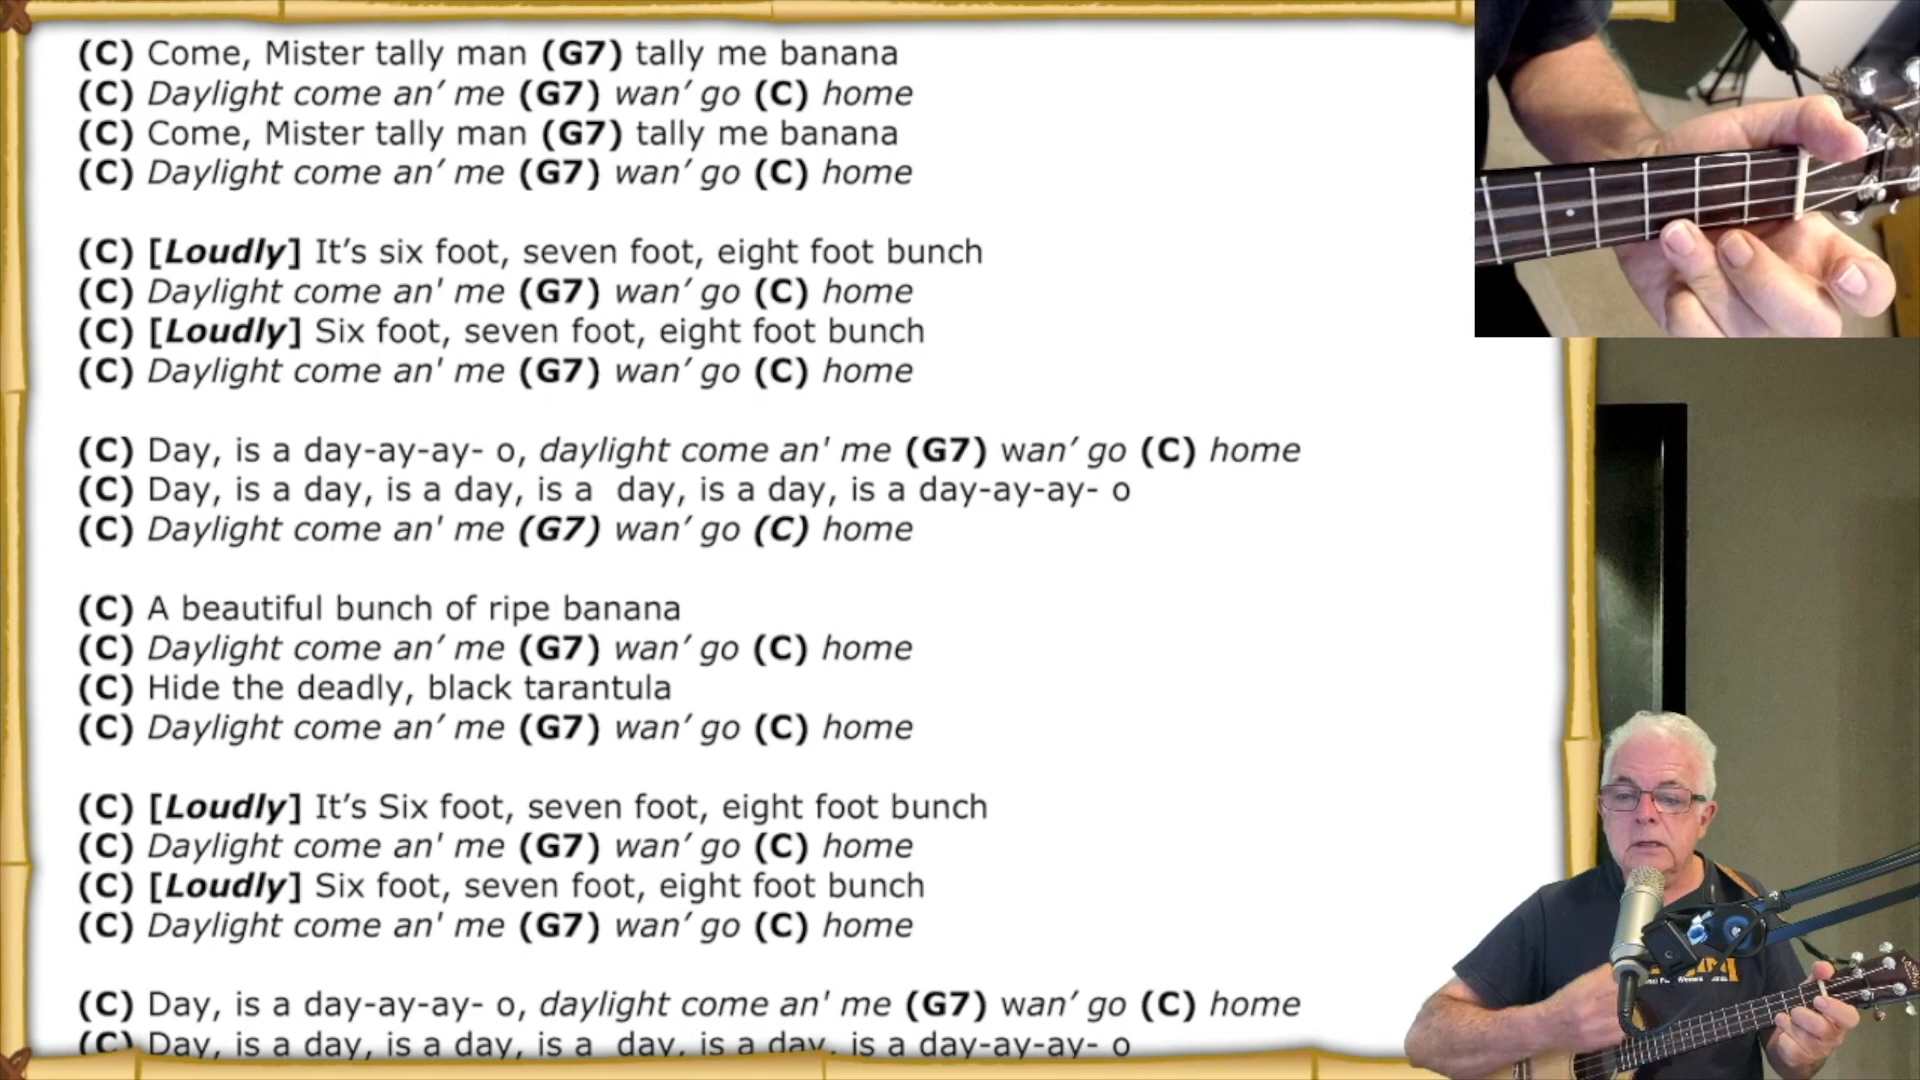 (C) Come, Mister tally man (G7) tally me banana
(C) Daylight come an’ me (G7) wan’ go (C) home
(C) Come, Mister tally man (G7) tally me banana
(C) Daylight come an’ me (G7) wan’ go (C) home
(C) [Loudly] It’s six foot, seven foot, eight foot bunch
(C) Daylight come an' me (G7) wan’ go (C) home
(C) [Loudly] Six foot, seven foot, eight foot bunch
(C) Daylight come an' me (G7) wan’ go (C) home
(C) Day, is a day-ay-ay- o, daylight come an' me (G7) wan’ go (C) home
(C) Day, is a day, is a day, is a  day, is a day, is a day-ay-ay- o
(C) Daylight come an' me (G7) wan’ go (C) home
(C) A beautiful bunch of ripe banana
(C) Daylight come an’ me (G7) wan’ go (C) home
(C) Hide the deadly, black tarantula
(C) Daylight come an’ me (G7) wan’ go (C) home
(C) [Loudly] It’s Six foot, seven foot, eight foot bunch
(C) Daylight come an' me (G7) wan’ go (C) home
(C) [Loudly] Six foot, seven foot, eight foot bunch
(C) Daylight come an' me (G7) wan’ go (C) home
(C) Day, is a day-ay-ay- o, daylight come an' me (G7) wan’ go (C) home
(C) Day, is a day, is a day, is a  day, is a day, is a day-ay-ay- o